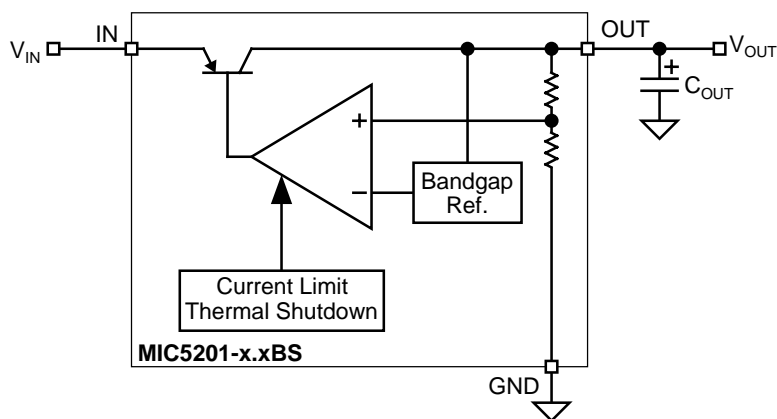 IN
OUT
V_IN
V_OUT
+
C_OUT
+
−
Bandgap
Ref.
Current Limit
Thermal Shutdown
MIC5201-x.xBS
GND